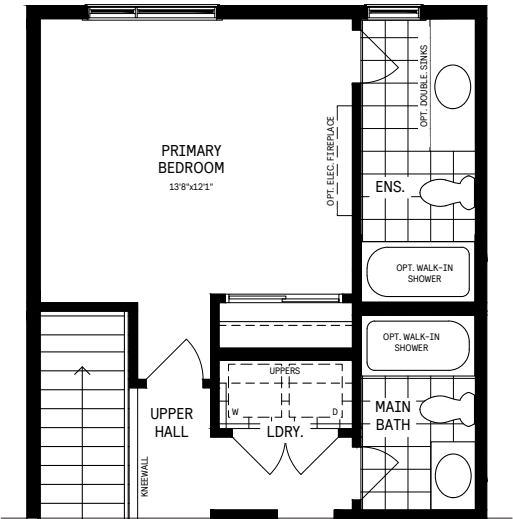 OPT. DOUBLE SINKS
PRIMARY
BEDROOM
13'8"x12'1"
OPT. ELEC. FIREPLACE
ENS.
OPT. WALK-IN
SHOWER
OPT. WALK-IN
SHOWER
UPPERS
W
D
LDRY.
UPPER
HALL
MAIN
BATH
KNEEWALL